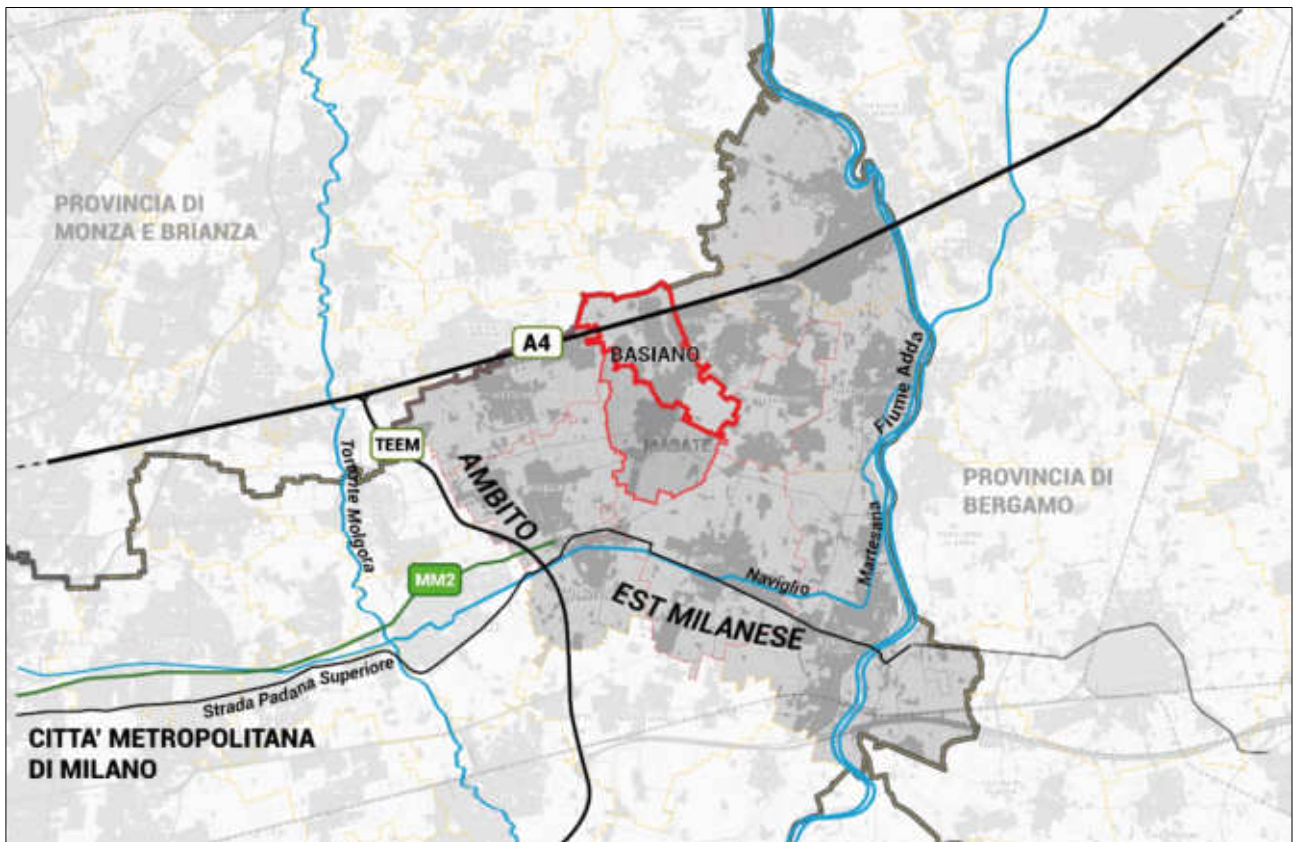 PROVINCIA DI
MONZA E BRIANZA
A4
BASIANO
MASATE
Fiume Adda
TEEM
AMBITO
Torrente Molgora
PROVINCIA DI
BERGAMO
Martesana
MM2
Naviglio
EST MILANESE
Strada Padana Superiore
CITTA' METROPOLITANA
DI MILANO